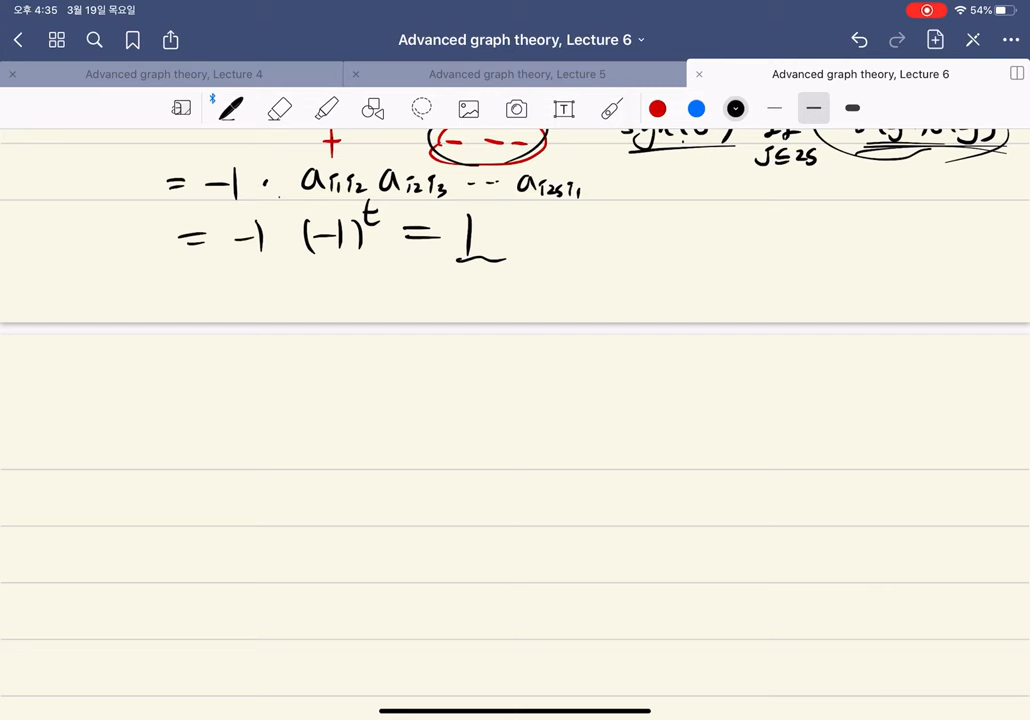 오후 4:35 3월 19일 목요일 54%
Advanced graph theory, Lecture 6
Advanced graph theory, Lecture 4 Advanced graph theory, Lecture 5 Advanced graph theory, Lecture 6
+ - - -
j≤2s
= -1 · a_{i₁i₂} a_{i₂i₃} ··· a_{i₂ₛi₁}
= -1 (-1)^t = 1